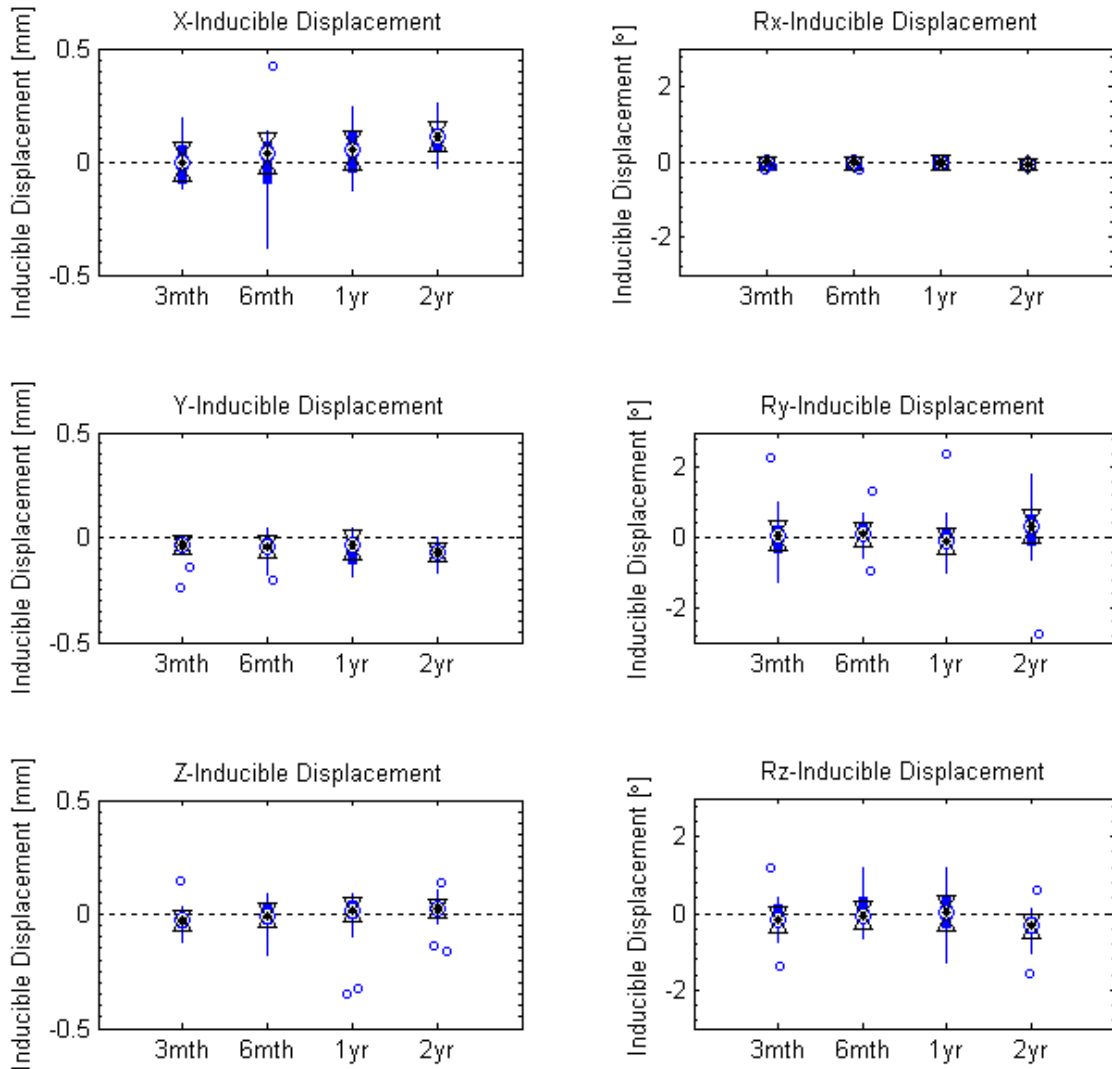 X-Inducible Displacement
Inducible Displacement [mm]
0.5
0
-0.5
3mth 6mth 1yr 2yr
Rx-Inducible Displacement
Inducible Displacement [°]
2
0
-2
3mth 6mth 1yr 2yr
Y-Inducible Displacement
Inducible Displacement [mm]
0.5
0
-0.5
3mth 6mth 1yr 2yr
Ry-Inducible Displacement
Inducible Displacement [°]
2
0
-2
3mth 6mth 1yr 2yr
Z-Inducible Displacement
Inducible Displacement [mm]
0.5
0
-0.5
3mth 6mth 1yr 2yr
Rz-Inducible Displacement
Inducible Displacement [°]
2
0
-2
3mth 6mth 1yr 2yr